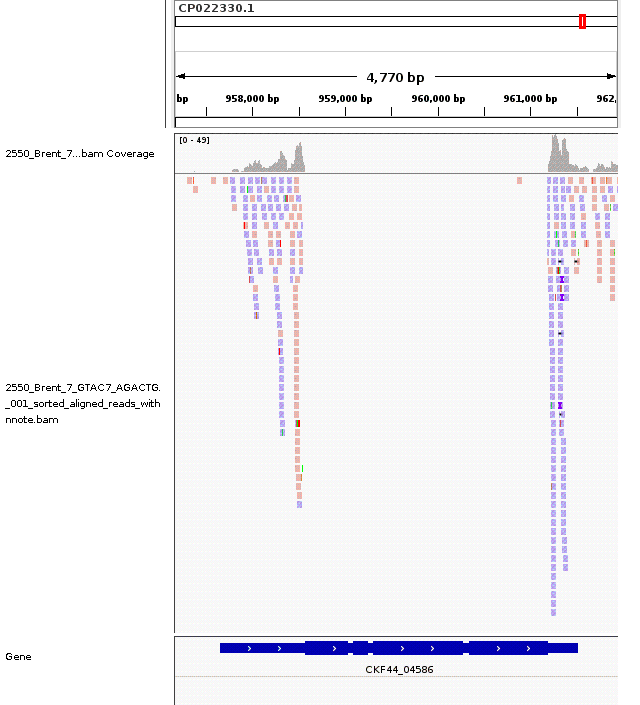 CP022330.1
4,770 bp
bp 958,000 bp 959,000 bp 960,000 bp 961,000 bp 962,
[0 - 49]
2550_Brent_7...bam Coverage
2550_Brent_7_GTAC7_AGACTG.
_001_sorted_aligned_reads_with
nnote.bam
Gene
CKF44_04586